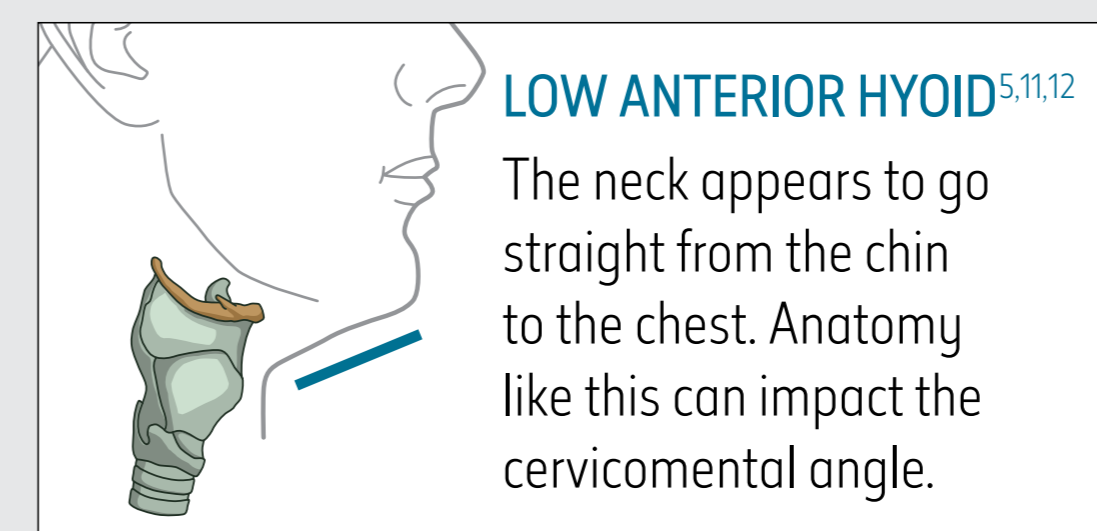 LOW ANTERIOR HYOID5,11,12
The neck appears to go
straight from the chin
to the chest. Anatomy
like this can impact the
cervicomental angle.